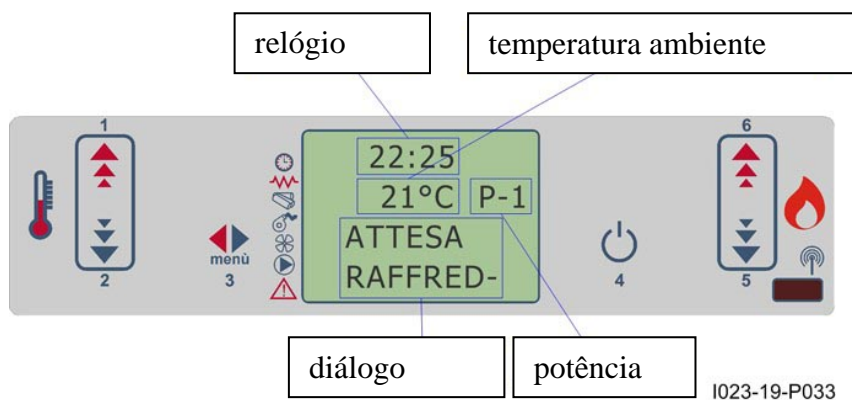 relógio
temperatura ambiente
1
6
22:25
21°C P-1
ATTESA
RAFFRED-
menù
2
3
4
5
diálogo
potência
I023-19-P033